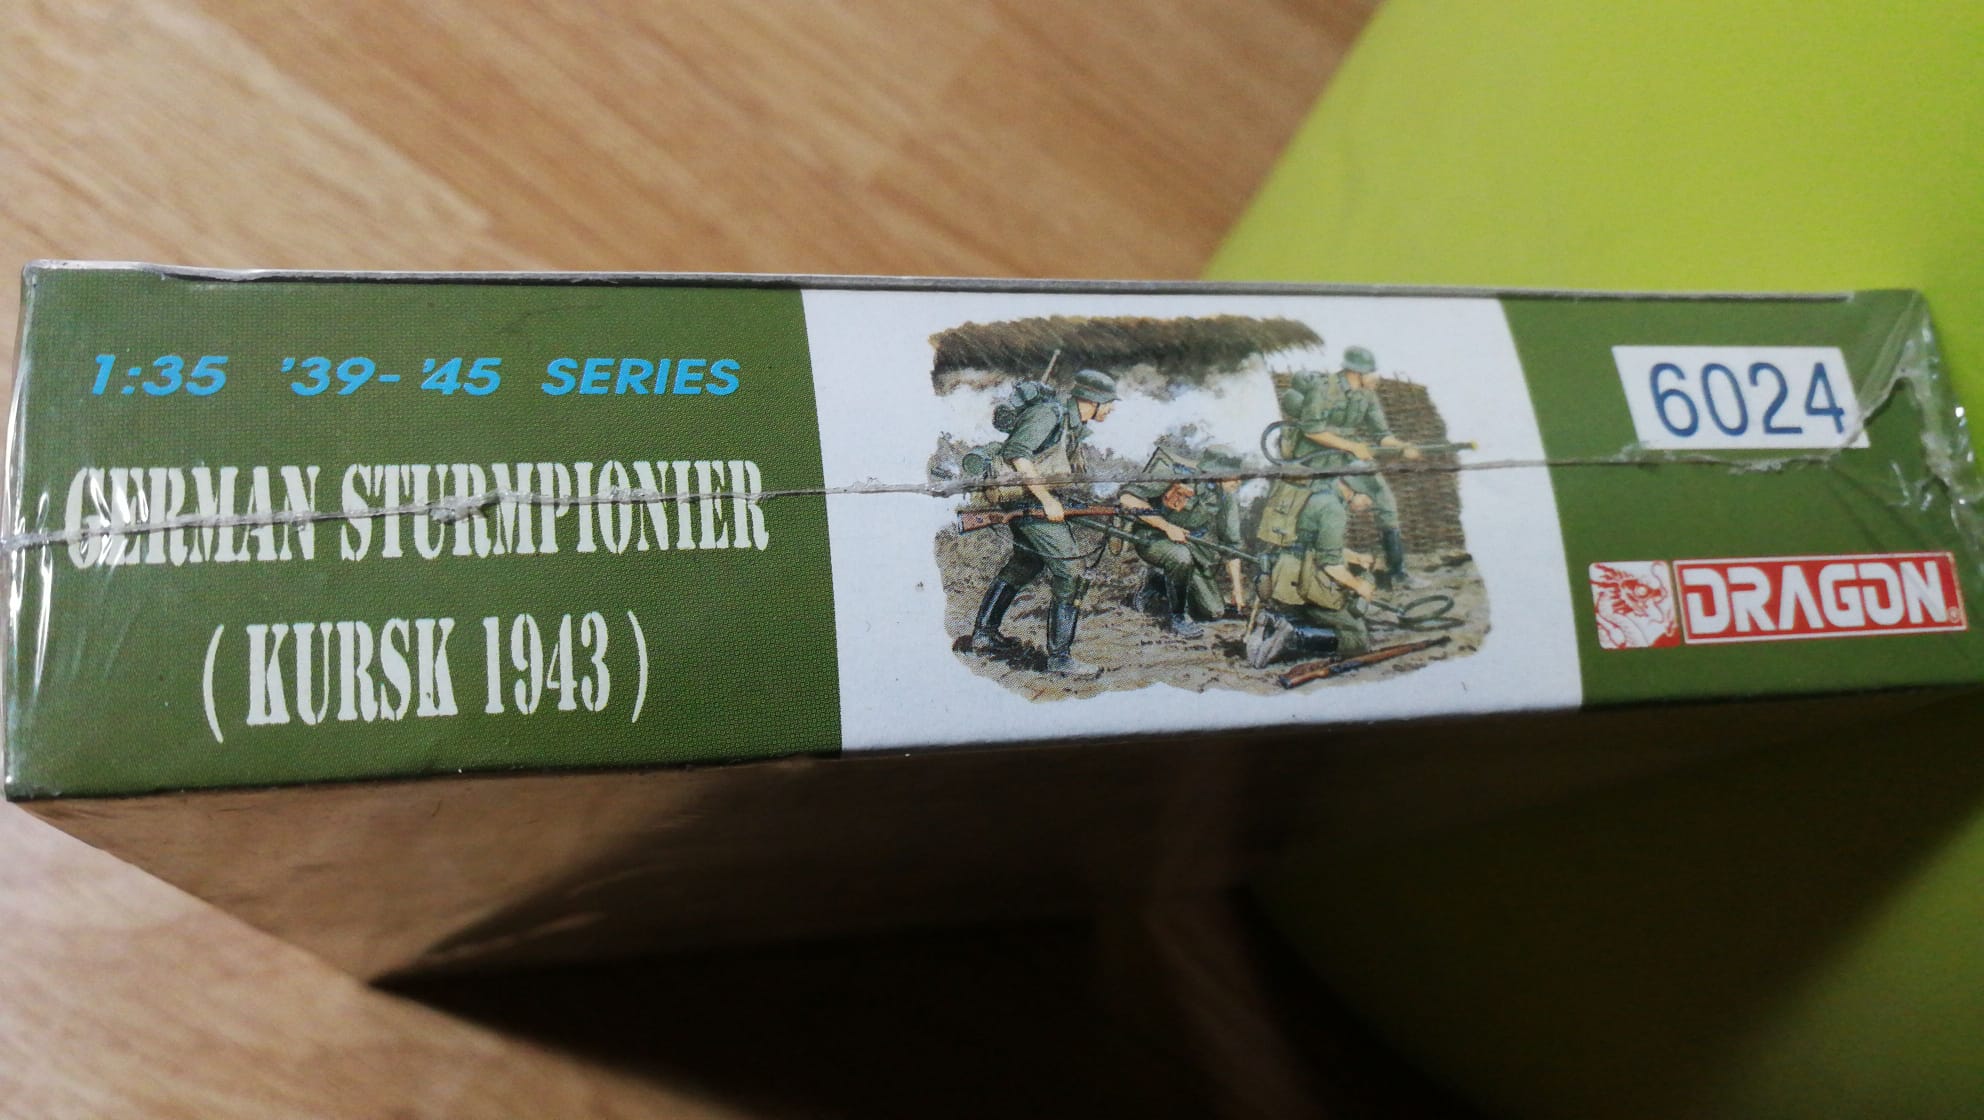 1:35 '39-'45 SERIES
GERMAN STURMPIONIER
( KURSK 1943 )
6024
DRAGON®